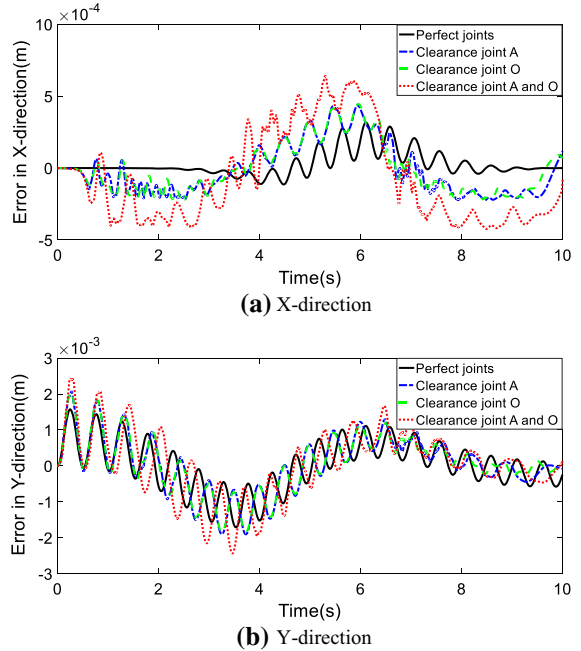 ×10⁻⁴
10
5
0
-5
Error in X-direction(m)
Perfect joints
Clearance joint A
Clearance joint O
Clearance joint A and O
0 2 4 6 8 10
Time(s)
(a) X-direction
×10⁻³
3
2
1
0
-1
-2
-3
Error in Y-direction(m)
Perfect joints
Clearance joint A
Clearance joint O
Clearance joint A and O
0 2 4 6 8 10
Time(s)
(b) Y-direction